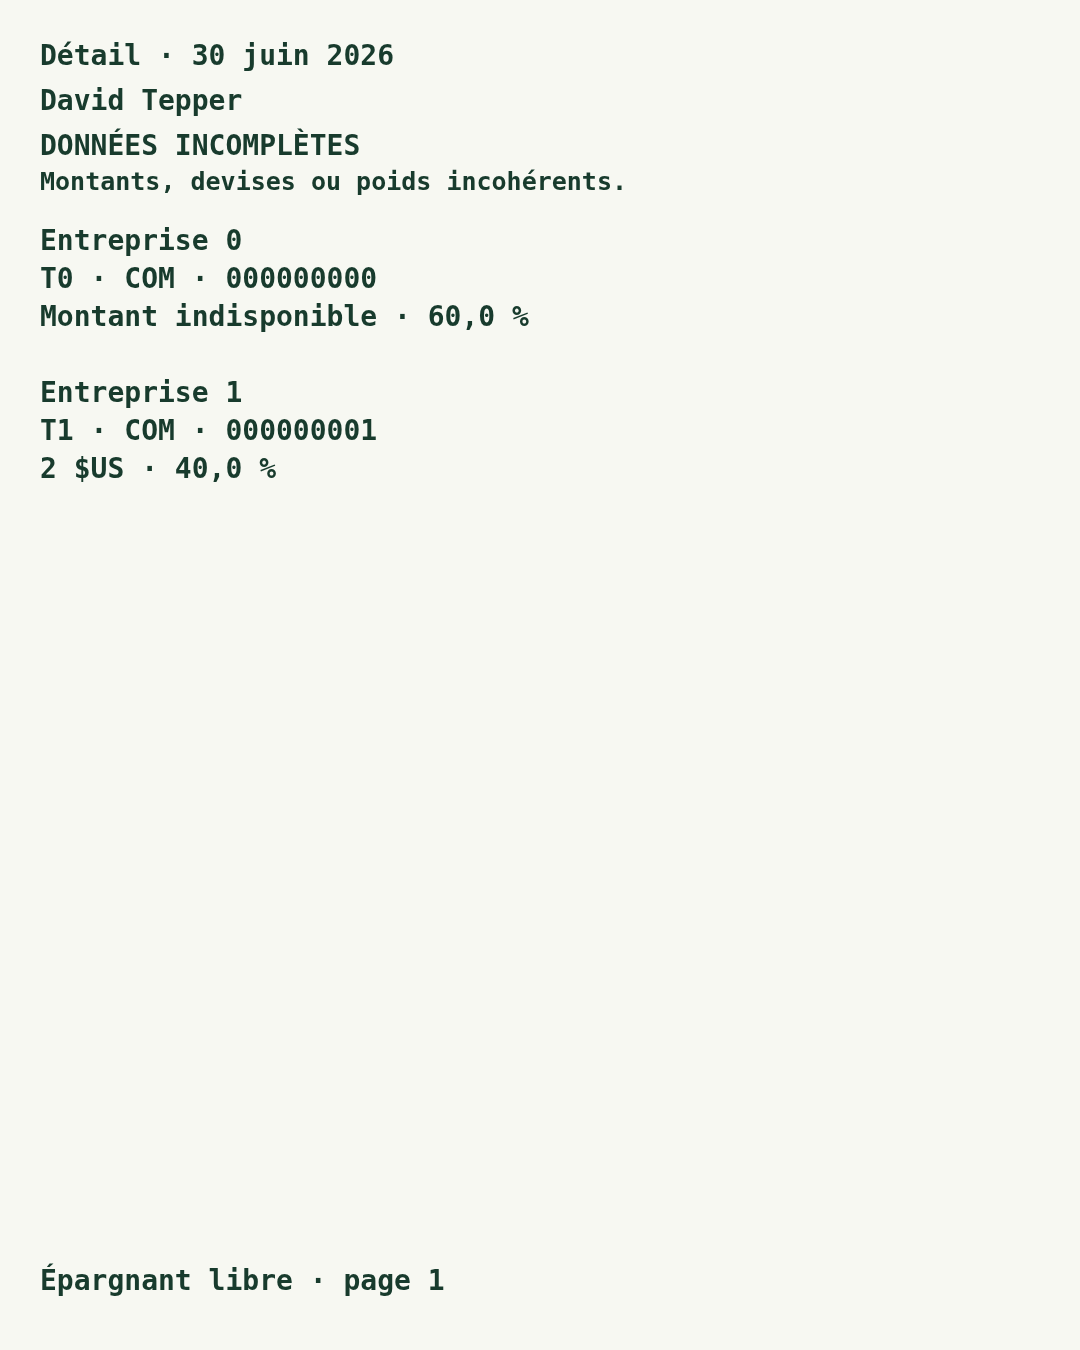 Détail · 30 juin 2026
David Tepper
DONNÉES INCOMPLÈTES
Montants, devises ou poids incohérents.
Entreprise 0
T0 · COM · 000000000
Montant indisponible · 60,0 %
Entreprise 1
T1 · COM · 000000001
2 $US · 40,0 %
Épargnant libre · page 1